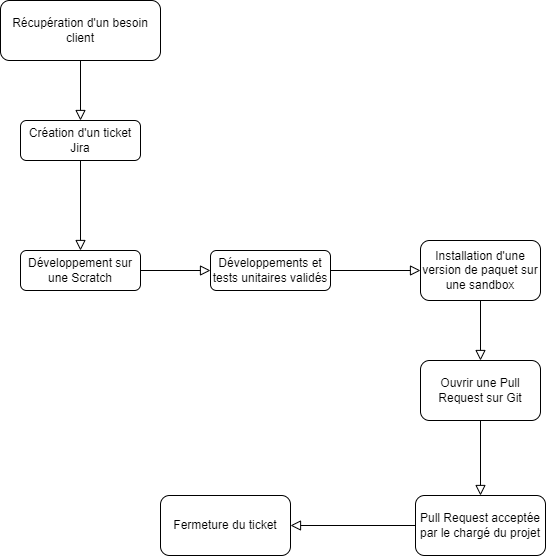 Récupération d'un besoin
client
Création d'un ticket
Jira
Développement sur
une Scratch
Développements et
tests unitaires validés
Installation d'une
version de paquet sur
une sandbox
Ouvrir une Pull
Request sur Git
Pull Request acceptée
par le chargé du projet
Fermeture du ticket